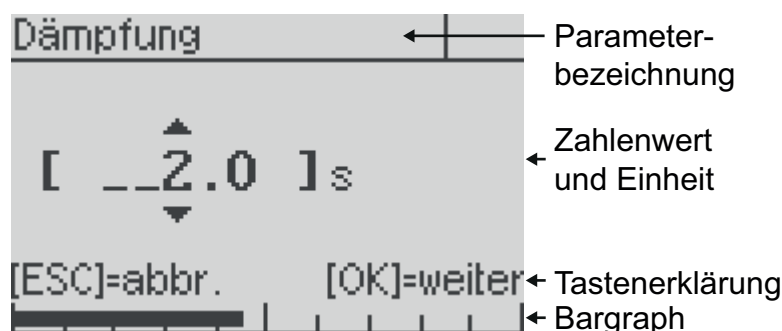 Dämpfung
Parameter-
bezeichnung
[ __2.0 ]s
Zahlenwert
und Einheit
[ESC]=abbr. [OK]=weiter
Tastenerklärung
Bargraph